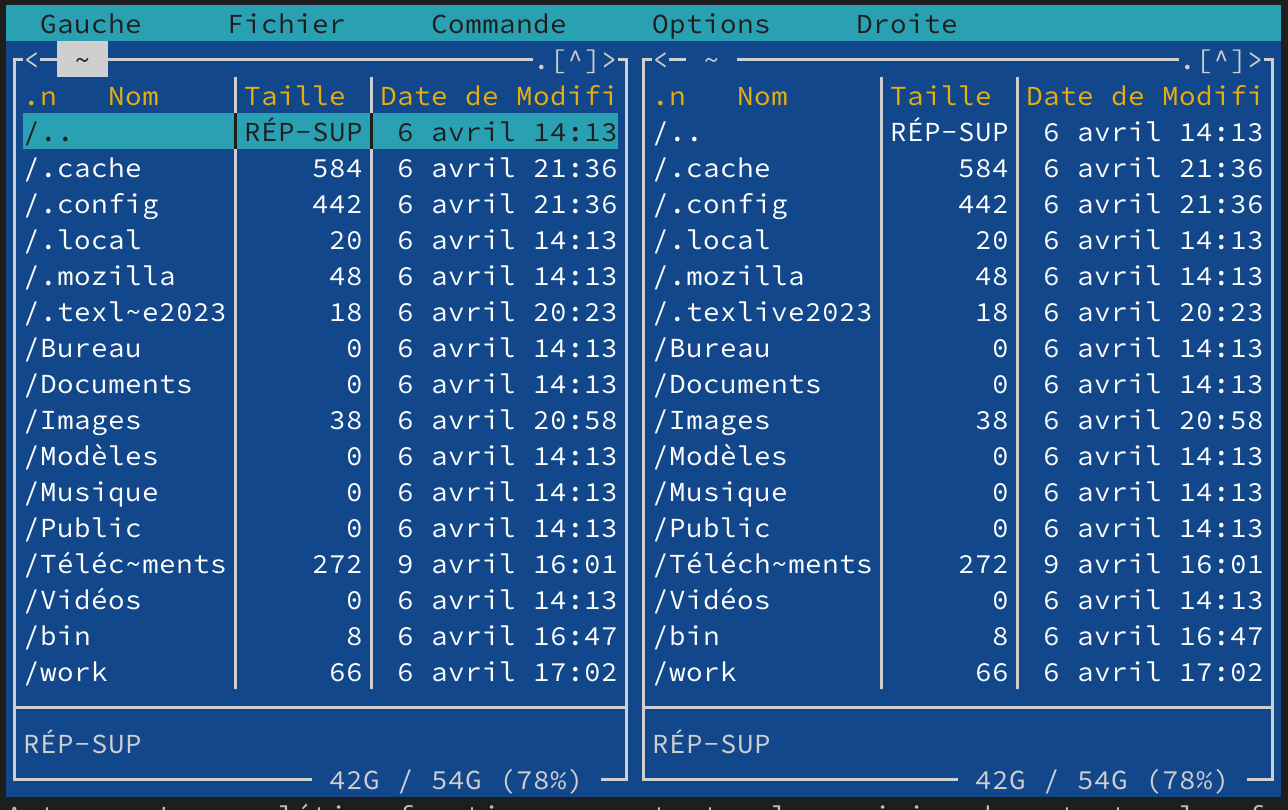 Gauche Fichier Commande Options Droite
<─ ~ ─.[^]>┐ <─ ~ ─.[^]>
.n Nom Taille Date de Modifi .n Nom Taille Date de Modifi
/.. RÉP-SUP 6 avril 14:13 /.. RÉP-SUP 6 avril 14:13
/.cache 584 6 avril 21:36 /.cache 584 6 avril 21:36
/.config 442 6 avril 21:36 /.config 442 6 avril 21:36
/.local 20 6 avril 14:13 /.local 20 6 avril 14:13
/.mozilla 48 6 avril 14:13 /.mozilla 48 6 avril 14:13
/.texl~e2023 18 6 avril 20:23 /.texlive2023 18 6 avril 20:23
/Bureau 0 6 avril 14:13 /Bureau 0 6 avril 14:13
/Documents 0 6 avril 14:13 /Documents 0 6 avril 14:13
/Images 38 6 avril 20:58 /Images 38 6 avril 20:58
/Modèles 0 6 avril 14:13 /Modèles 0 6 avril 14:13
/Musique 0 6 avril 14:13 /Musique 0 6 avril 14:13
/Public 0 6 avril 14:13 /Public 0 6 avril 14:13
/Téléc~ments 272 9 avril 16:01 /Téléch~ments 272 9 avril 16:01
/Vidéos 0 6 avril 14:13 /Vidéos 0 6 avril 14:13
/bin 8 6 avril 16:47 /bin 8 6 avril 16:47
/work 66 6 avril 17:02 /work 66 6 avril 17:02
RÉP-SUP RÉP-SUP
42G / 54G (78%) 42G / 54G (78%)